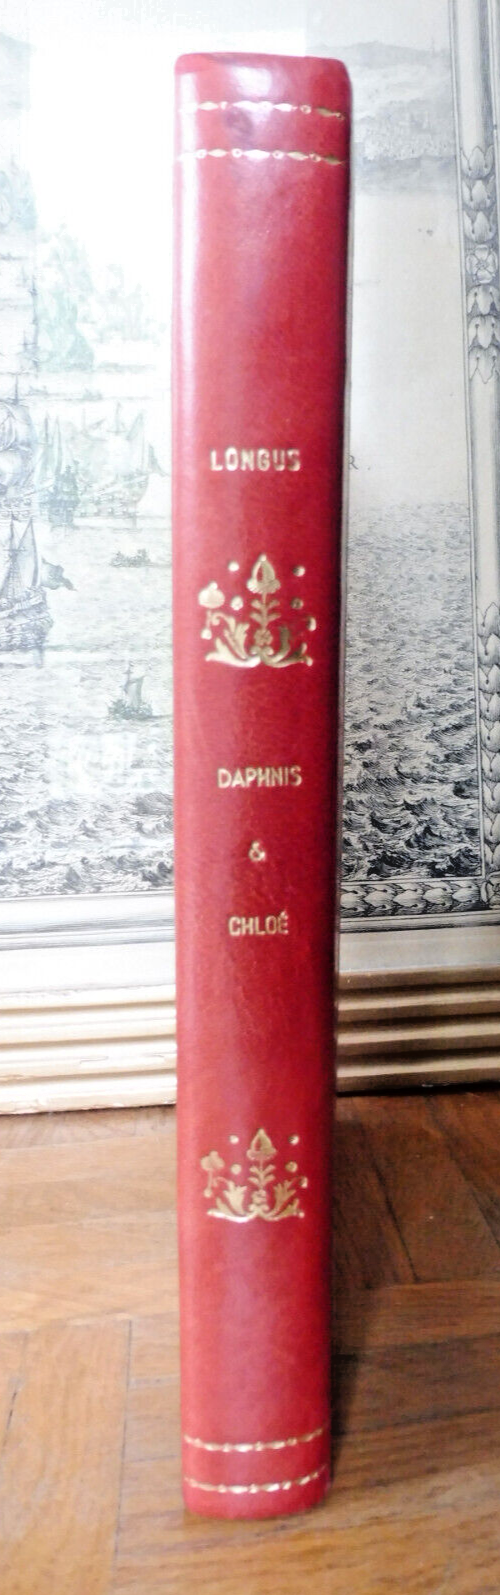 LONGUS
DAPHNIS
&
CHLOÉ
R